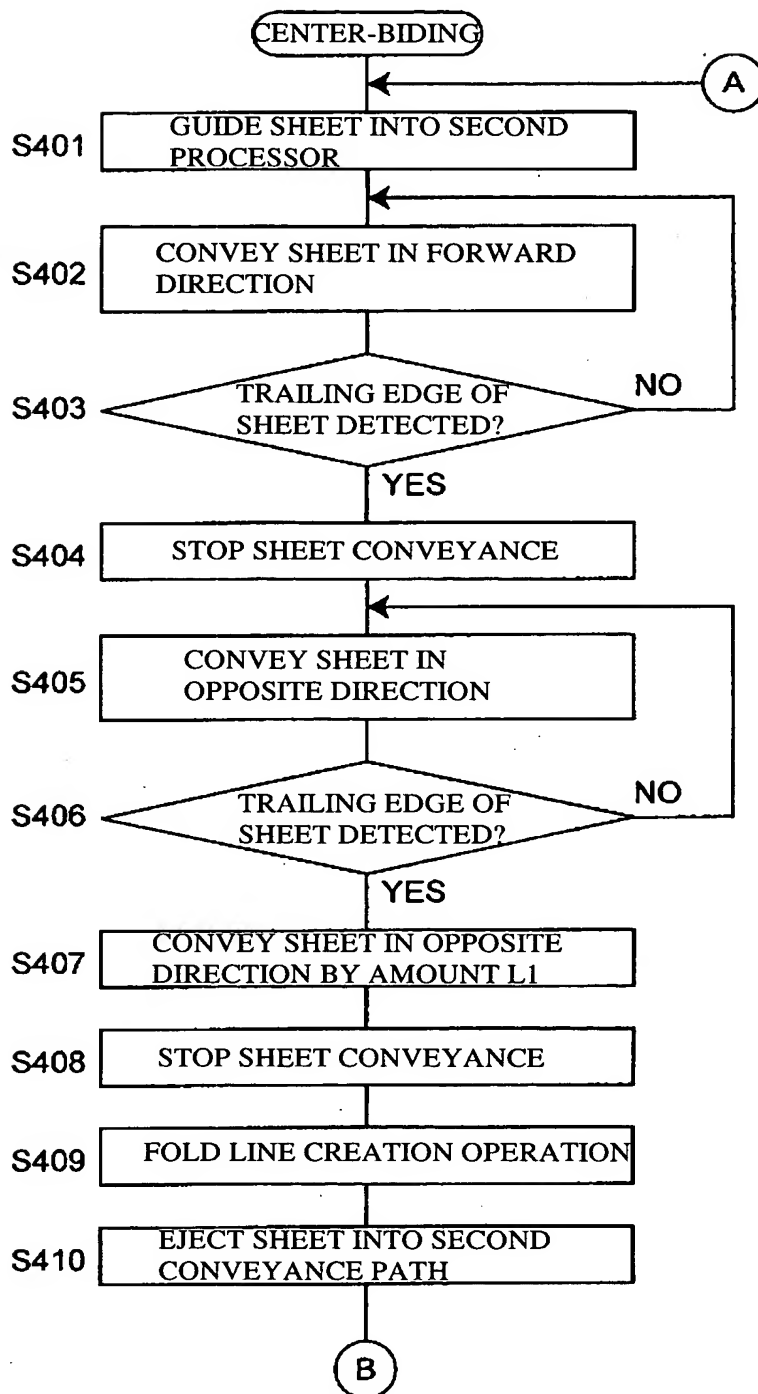 CENTER-BIDING
A
S401
GUIDE SHEET INTO SECOND
PROCESSOR
S402
CONVEY SHEET IN FORWARD
DIRECTION
S403
TRAILING EDGE OF
SHEET DETECTED?
NO
YES
S404
STOP SHEET CONVEYANCE
S405
CONVEY SHEET IN
OPPOSITE DIRECTION
S406
TRAILING EDGE OF
SHEET DETECTED?
NO
YES
S407
CONVEY SHEET IN OPPOSITE
DIRECTION BY AMOUNT L1
S408
STOP SHEET CONVEYANCE
S409
FOLD LINE CREATION OPERATION
S410
EJECT SHEET INTO SECOND
CONVEYANCE PATH
B